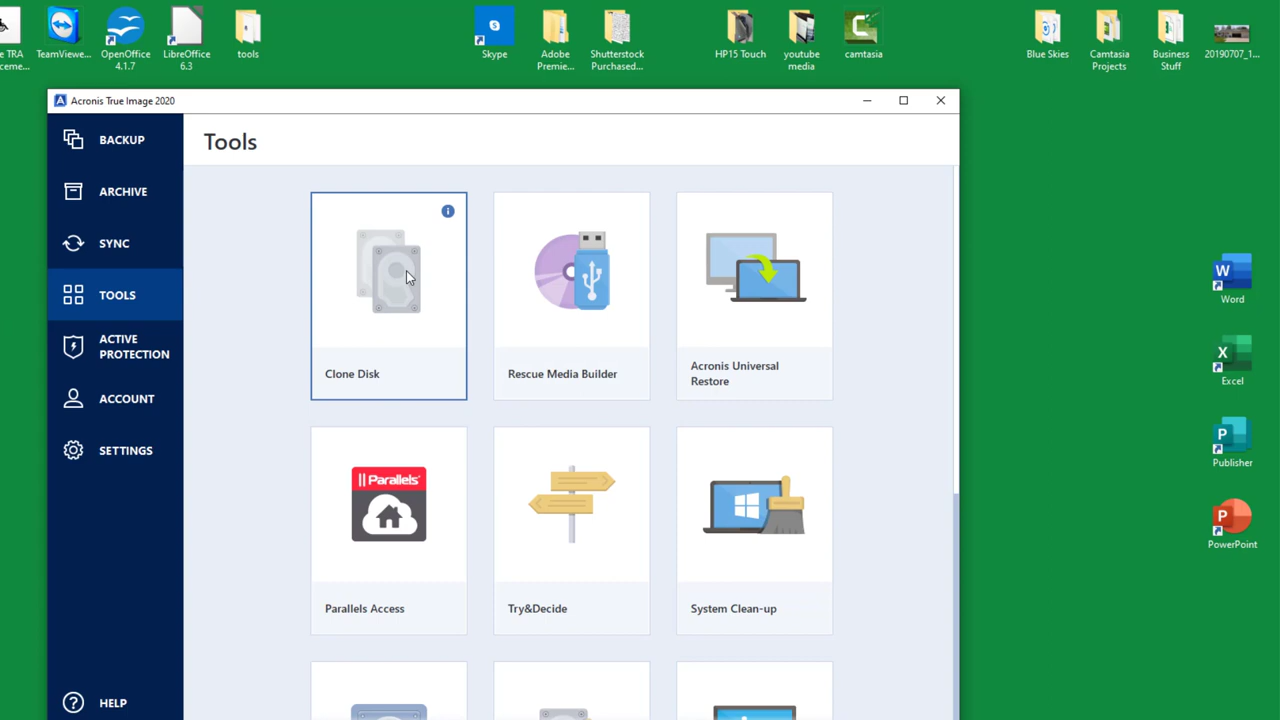 e TRA
ceme...
TeamViewe...
OpenOffice
4.1.7
LibreOffice
6.3
tools
Skype
Adobe
Premie...
Shutterstock
Purchased...
HP15 Touch
youtube
media
camtasia
Blue Skies
Camtasia
Projects
Business
Stuff
20190707_1...
Acronis True Image 2020
BACKUP
ARCHIVE
SYNC
TOOLS
ACTIVE
PROTECTION
ACCOUNT
SETTINGS
HELP
Tools
Clone Disk
Rescue Media Builder
Acronis Universal
Restore
Parallels
Parallels Access
Try&Decide
System Clean-up
Word
Excel
Publisher
PowerPoint